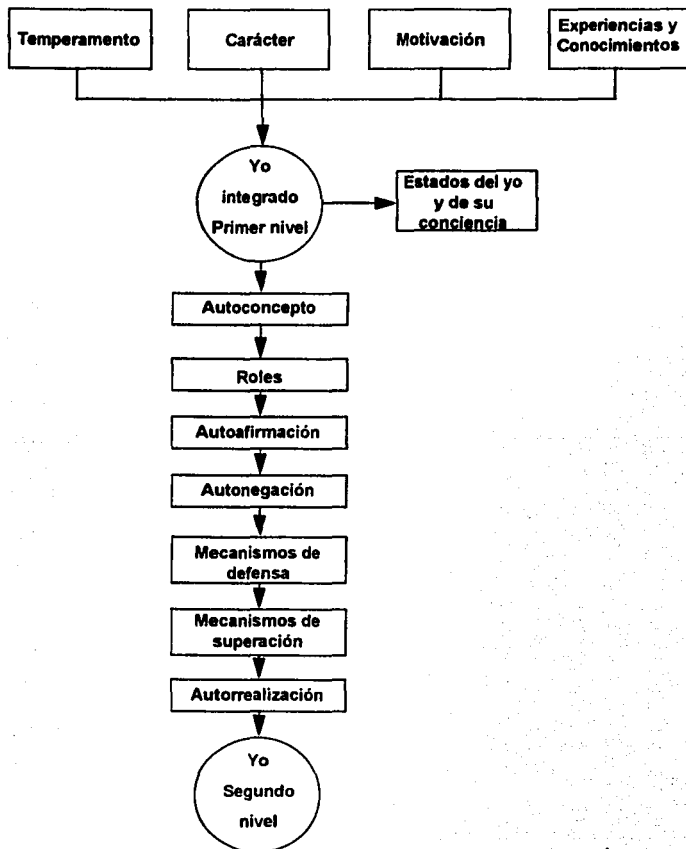 Temperamento
Carácter
Motivación
Experiencias y
Conocimientos
Yo
integrado
Primer nivel
Estados del yo
y de su
conciencia
Autoconcepto
Roles
Autoafirmación
Autonegación
Mecanismos de
defensa
Mecanismos de
superación
Autorrealización
Yo
Segundo
nivel